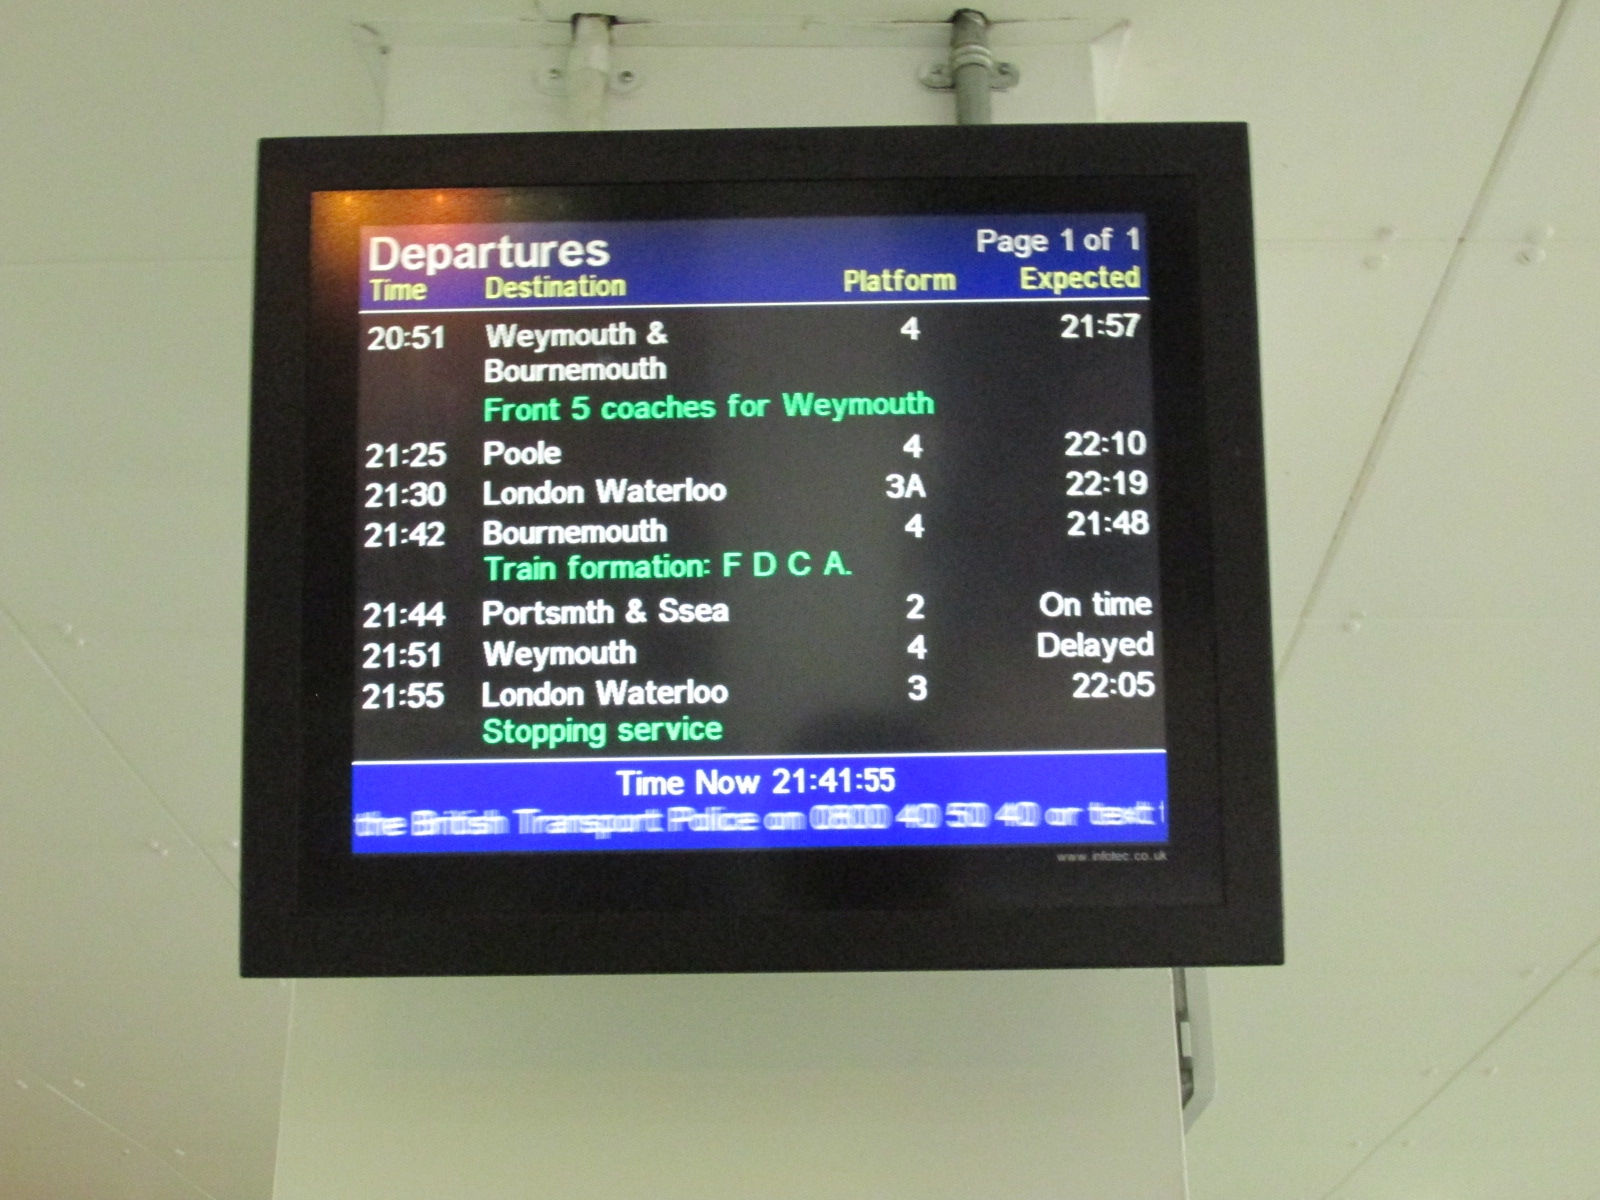 Departures Page 1 of 1
Time Destination Platform Expected
20:51 Weymouth & 4 21:57
Bournemouth
Front 5 coaches for Weymouth
21:25 Poole 4 22:10
21:30 London Waterloo 3A 22:19
21:42 Bournemouth 4 21:48
Train formation: F D C A.
21:44 Portsmth & Ssea 2 On time
21:51 Weymouth 4 Delayed
21:55 London Waterloo 3 22:05
Stopping service
Time Now 21:41:55
the British Transport Police on 0800 40 50 40 or text
www.infotec.co.uk